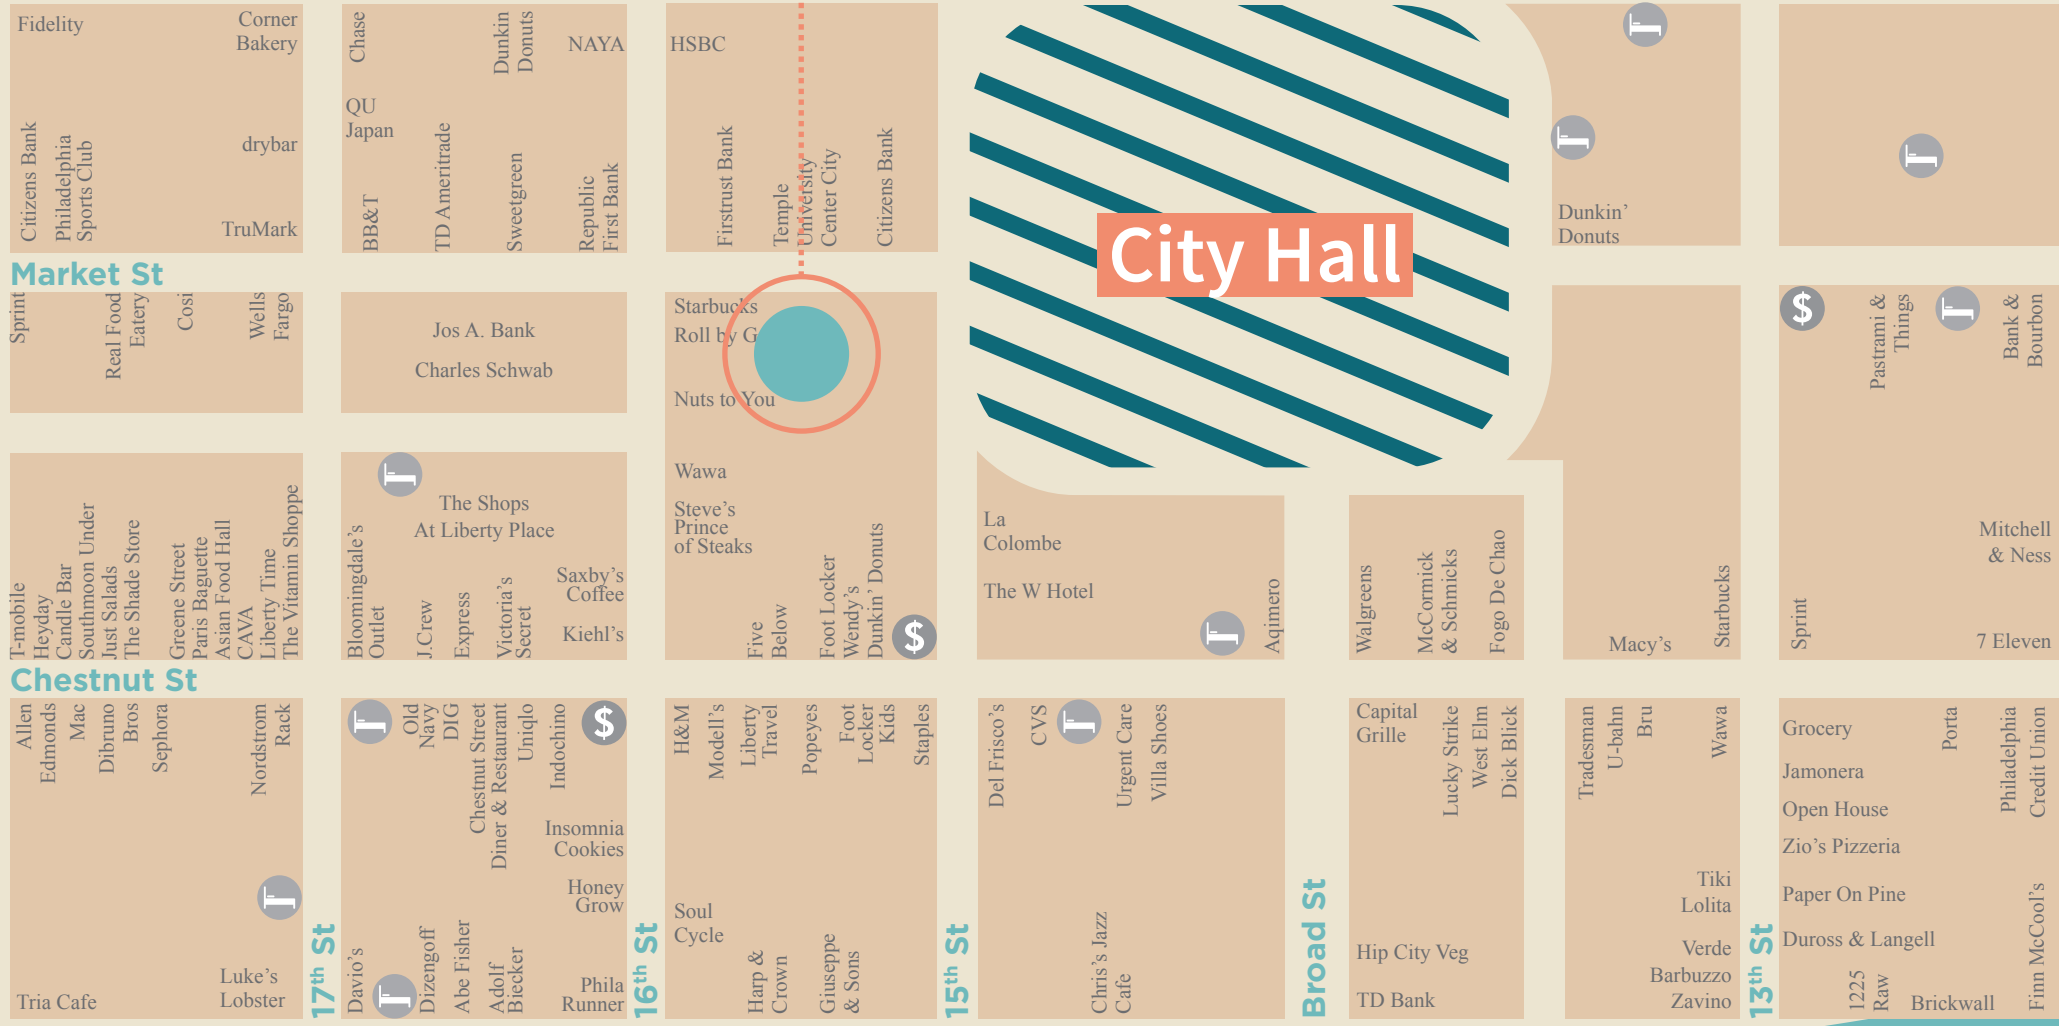 Fidelity
Corner
Bakery
Citizens Bank
Philadelphia
Sports Club
drybar
TruMark
Chase
Dunkin
Donuts
NAYA
QU
Japan
BB&T
TD Ameritrade
Sweetgreen
Republic
First Bank
HSBC
Firstrust Bank
Temple
University
Center City
Citizens Bank
City Hall
Dunkin'
Donuts
Market St
Sprint
Real Food
Eatery
Cosi
Wells
Fargo
Jos A. Bank
Charles Schwab
Starbucks
Roll by G
Nuts to You
Wawa
Steve's
Prince
of Steaks
Five
Below
Foot Locker
Wendy's
Dunkin' Donuts
$
$
Pastrami &
Things
Bank &
Bourbon
Mitchell
& Ness
Sprint
7 Eleven
T-mobile
Heyday
Candle Bar
Southmoon Under
Just Salads
The Shade Store
Greene Street
Paris Baguette
Asian Food Hall
CAVA
Liberty Time
The Vitamin Shoppe
The Shops
At Liberty Place
Bloomingdale's
Outlet
J.Crew
Express
Victoria's
Secret
Saxby's
Coffee
Kiehl's
La
Colombe
The W Hotel
Aqimero
Walgreens
McCormick
& Schmicks
Fogo De Chao
Macy's
Starbucks
Chestnut St
Allen
Edmonds
Mac
Dibruno
Bros
Sephora
Nordstrom
Rack
Luke's
Lobster
Tria Cafe
17th St
Old
Navy
DIG
Chestnut Street
Diner & Restaurant
Uniqlo
Indochino
$
Insomnia
Cookies
Honey
Grow
Davio's
Dizengoff
Abe Fisher
Adolf
Biecker
Phila
Runner
16th St
H&M
Modell's
Liberty
Travel
Popeyes
Foot
Locker
Kids
Staples
Soul
Cycle
Harp &
Crown
Giuseppe
& Sons
15th St
Del Frisco's
CVS
Urgent Care
Villa Shoes
Chris's Jazz
Cafe
Broad St
Capital
Grille
Lucky Strike
West Elm
Dick Blick
Hip City Veg
TD Bank
Tradesman
U-bahn
Bru
Wawa
Tiki
Lolita
Verde
Barbuzzo
Zavino
13th St
Grocery
Jamonera
Open House
Zio's Pizzeria
Paper On Pine
Duross & Langell
1225
Raw
Brickwall
Porta
Philadelphia
Credit Union
Finn McCool's